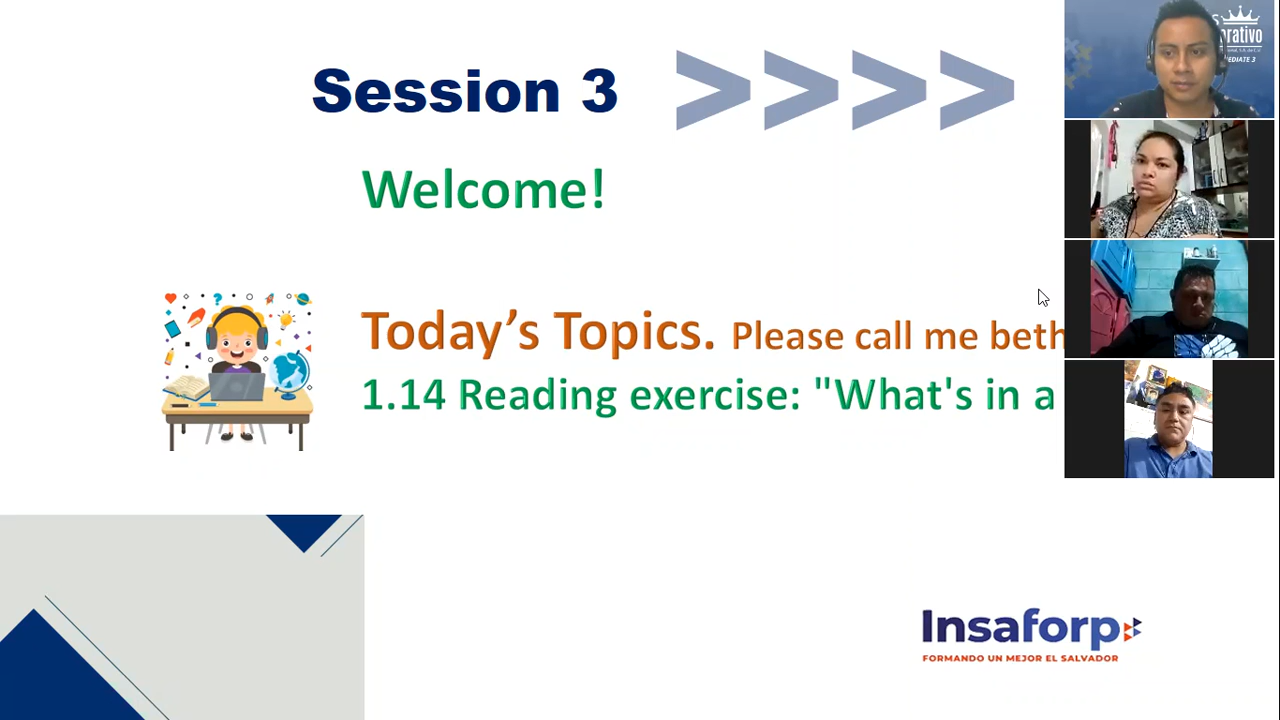 Session 3 >>>>
Welcome!
Today's Topics. Please call me beth
1.14 Reading exercise: "What's in a
Insaforp
FORMANDO UN MEJOR EL SALVADOR